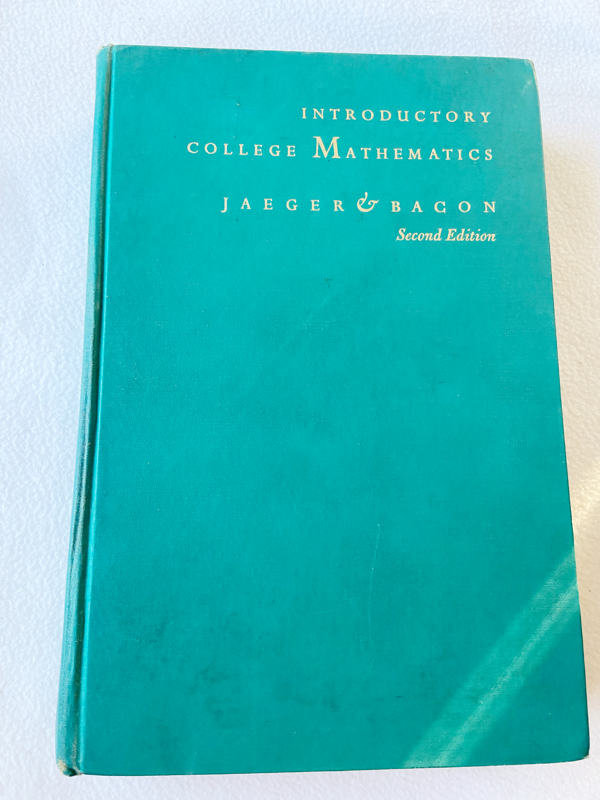 INTRODUCTORY
COLLEGE MATHEMATICS
JAEGER & BACON
Second Edition